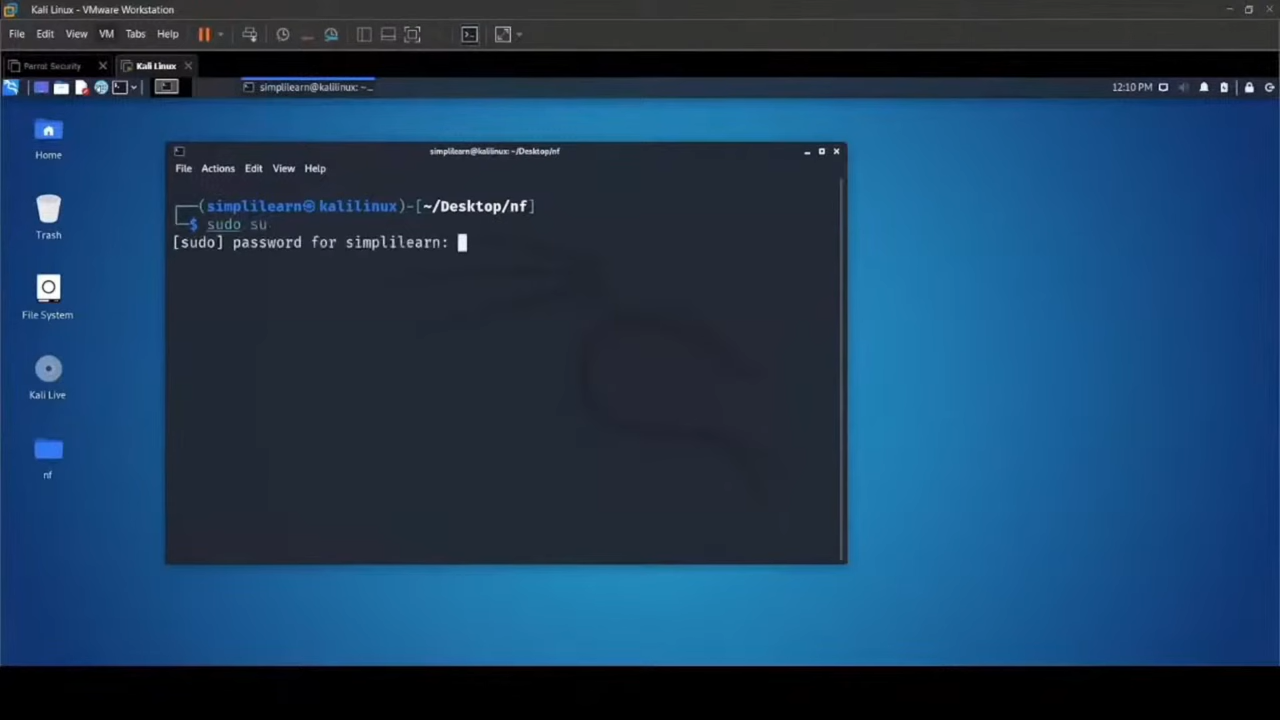 Kali Linux - VMware Workstation
File Edit View VM Tabs Help
Parrot Security Kali Linux
simplilearn@kalilinux: ~... 12:10 PM
Home
Trash
File System
Kali Live
nf
simplilearn@kalilinux: ~/Desktop/nf
File Actions Edit View Help
(simplilearn㉿kalilinux)-[~/Desktop/nf]
$ sudo su
[sudo] password for simplilearn: